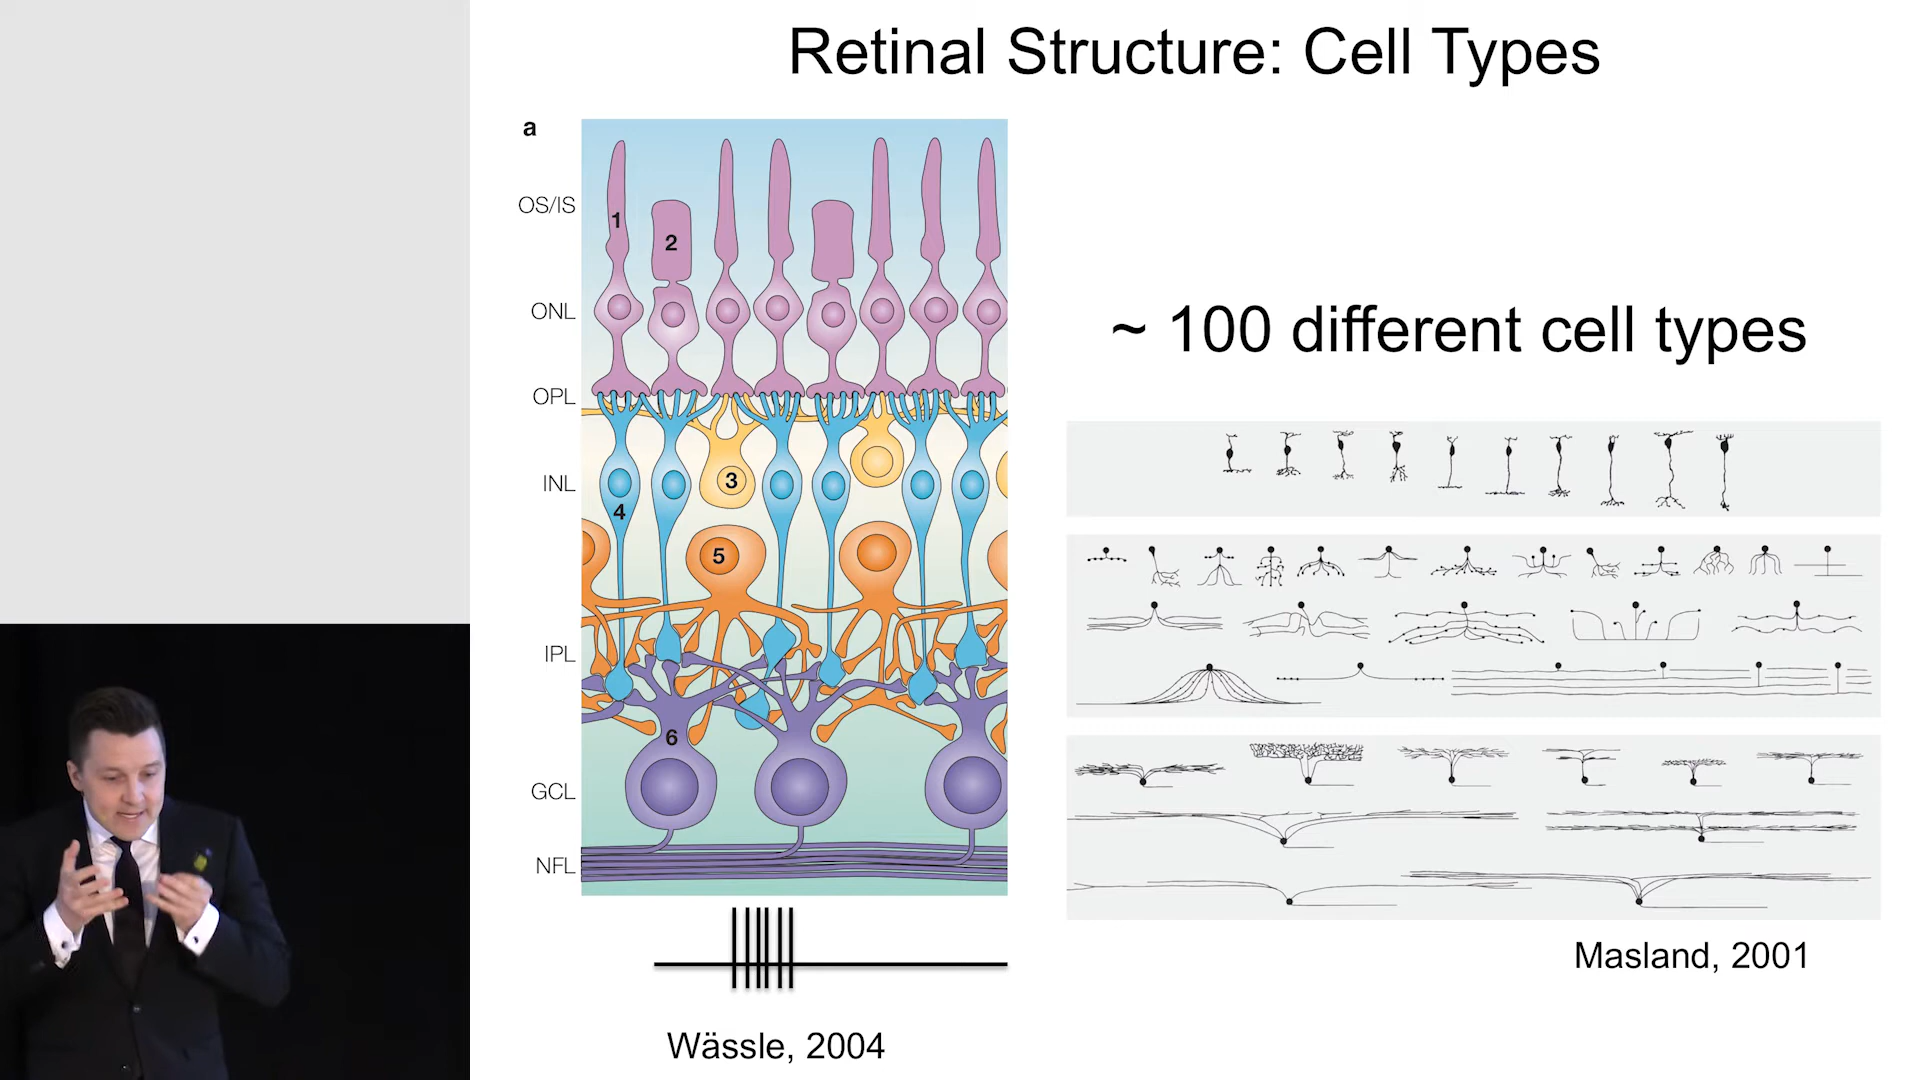 Retinal Structure: Cell Types
a
OS/IS
1
2
ONL
~ 100 different cell types
OPL
INL
3
4
5
IPL
6
GCL
NFL
Masland, 2001
Wässle, 2004